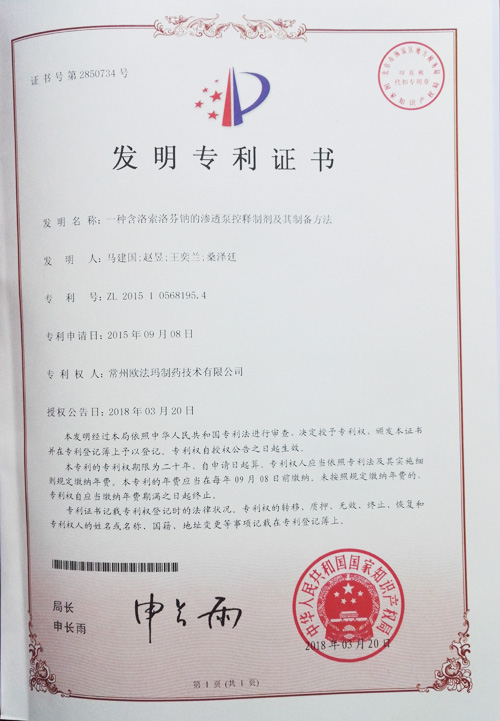 证书号第2850734号
发明专利证书
发 明 名 称：一种含洛索洛芬钠的渗透泵控释制剂及其制备方法
发 明 人：马建国;赵昱;王奕兰;桑泽廷
专 利 号：ZL 2015 1 0568195.4
专利申请日：2015年09月08日
专 利 权 人：常州欧法玛制药技术有限公司
授权公告日：2018年03月20日
本发明经过本局依照中华人民共和国专利法进行审查，决定授予专利权，颁发本证书
并在专利登记簿上予以登记。专利权自授权公告之日起生效。
本专利的专利权期限为二十年，自申请日起算。专利权人应当依照专利法及其实施细
则规定缴纳年费。本专利的年费应当在每年09月08日前缴纳。未按照规定缴纳年费的，
专利权自应当缴纳年费期满之日起终止。
专利证书记载专利权登记时的法律状况。专利权的转移、质押、无效、终止、恢复和
专利权人的姓名或名称、国籍、地址变更等事项记载在专利登记簿上。
局长
申长雨
申长雨
中华人民共和国国家知识产权局
2018年03月20日
第1页(共1页)